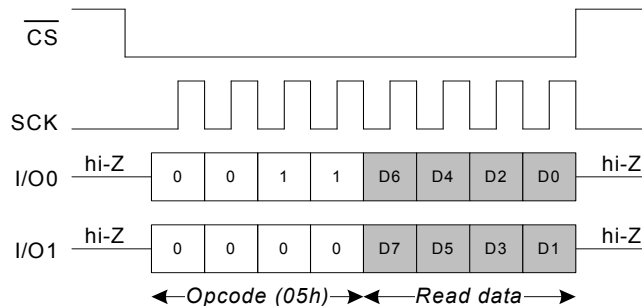 CS
SCK
hi-Z hi-Z
I/O0 0 0 1 1 D6 D4 D2 D0
hi-Z hi-Z
I/O1 0 0 0 0 D7 D5 D3 D1
Opcode (05h) Read data